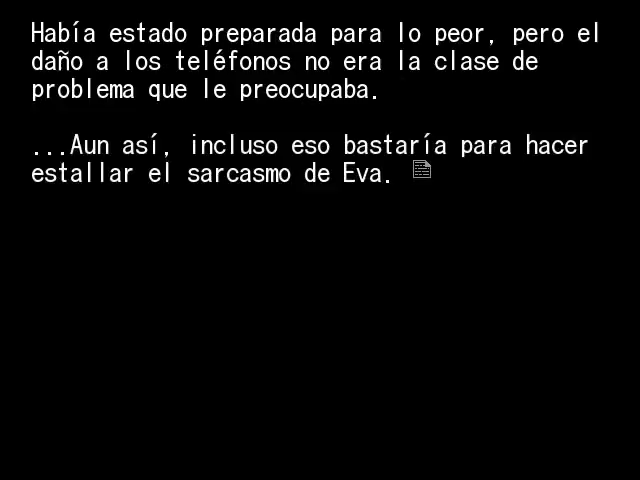 Había estado preparada para lo peor, pero el
daño a los teléfonos no era la clase de
problema que le preocupaba.
...Aun así, incluso eso bastaría para hacer
estallar el sarcasmo de Eva.